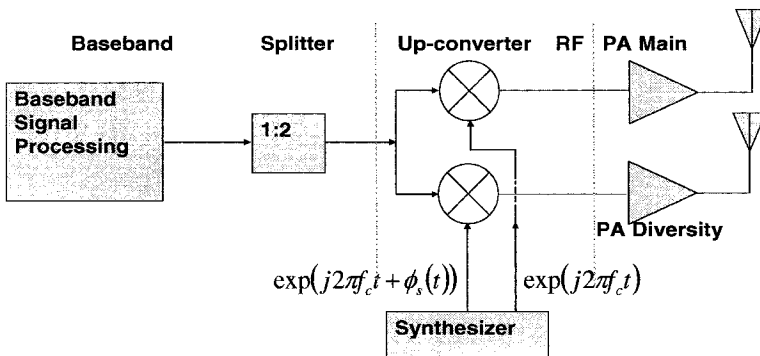 Baseband
Splitter
Up-converter
RF
PA Main
Baseband
Signal
Processing
1:2
PA Diversity
exp(j2πf_c t + ϕ_s(t))
exp(j2πf_c t)
Synthesizer